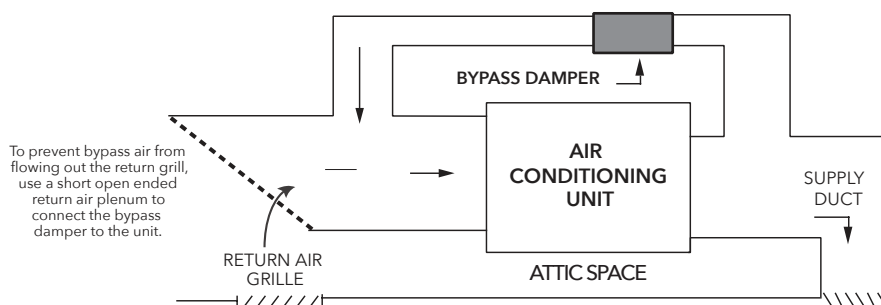 BYPASS DAMPER
To prevent bypass air from
flowing out the return grill,
use a short open ended
return air plenum to
connect the bypass
damper to the unit.
AIR
CONDITIONING
UNIT
SUPPLY
DUCT
RETURN AIR
GRILLE
ATTIC SPACE